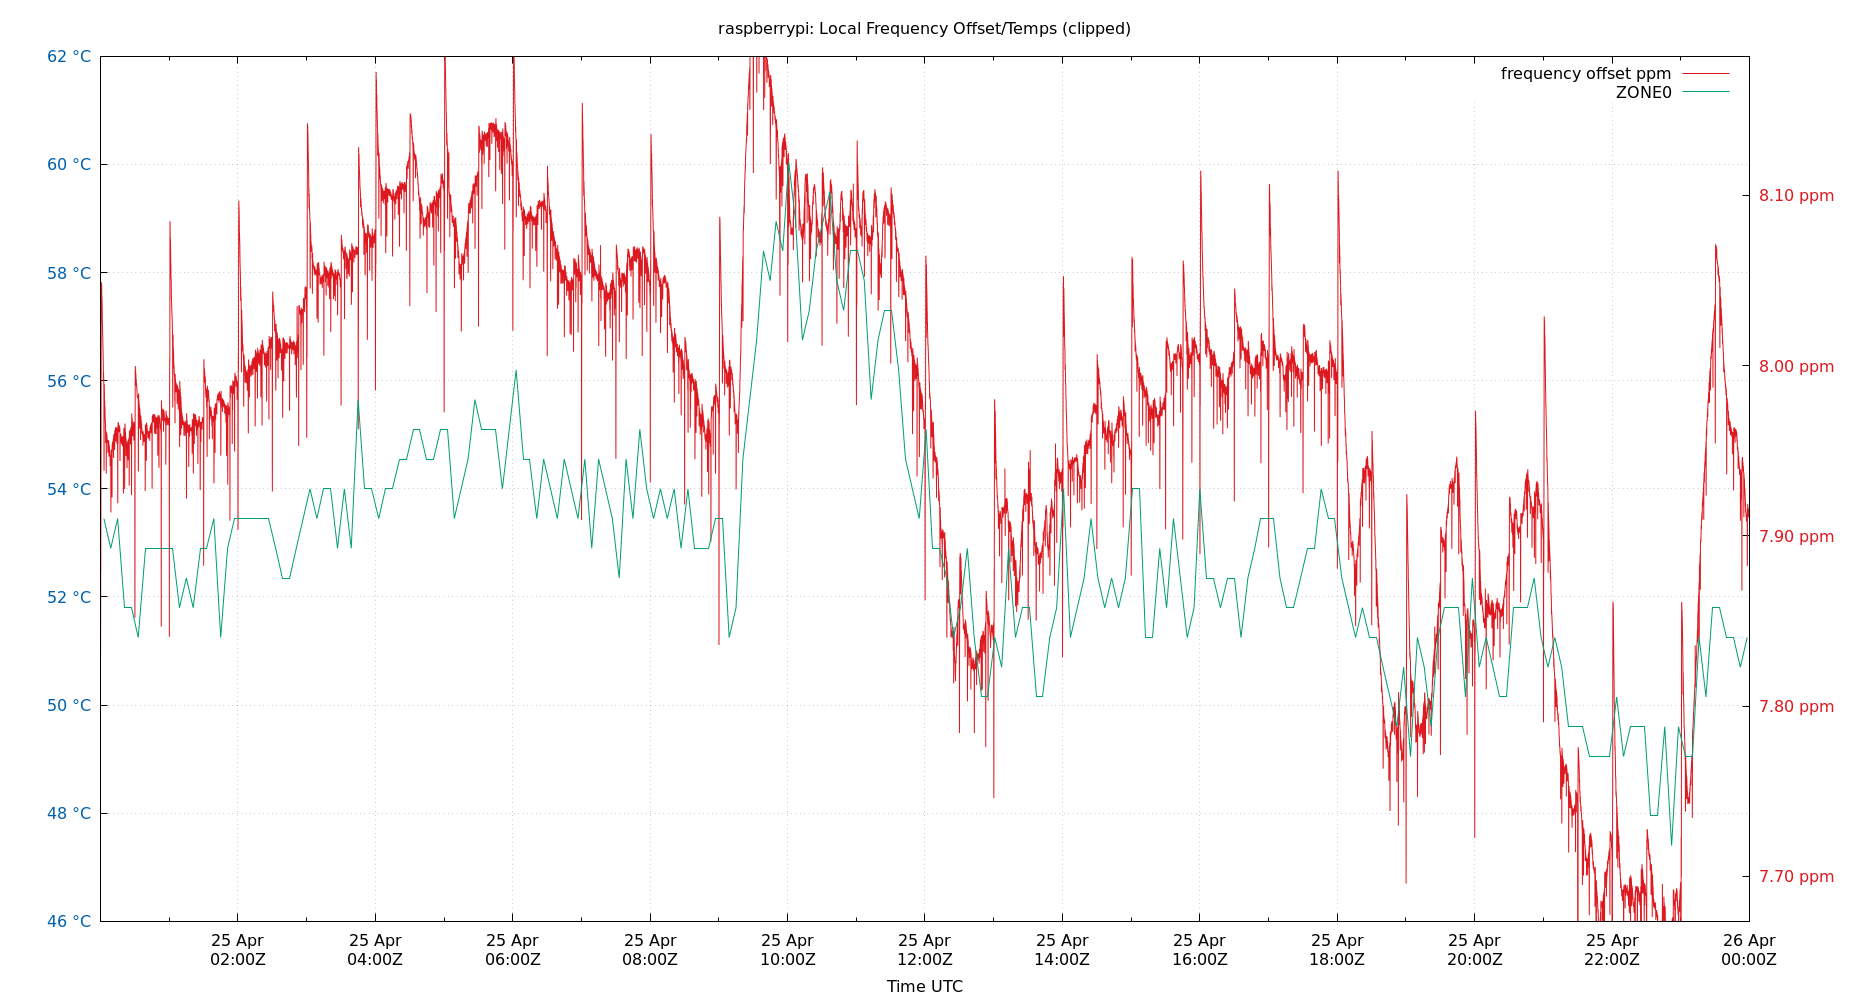 raspberrypi: Local Frequency Offset/Temps (clipped)
frequency offset ppm
ZONE0
62 °C
60 °C
58 °C
56 °C
54 °C
52 °C
50 °C
48 °C
46 °C
8.10 ppm
8.00 ppm
7.90 ppm
7.80 ppm
7.70 ppm
25 Apr 25 Apr 25 Apr 25 Apr 25 Apr 25 Apr 25 Apr 25 Apr 25 Apr 25 Apr 25 Apr 26 Apr
02:00Z 04:00Z 06:00Z 08:00Z 10:00Z 12:00Z 14:00Z 16:00Z 18:00Z 20:00Z 22:00Z 00:00Z
Time UTC